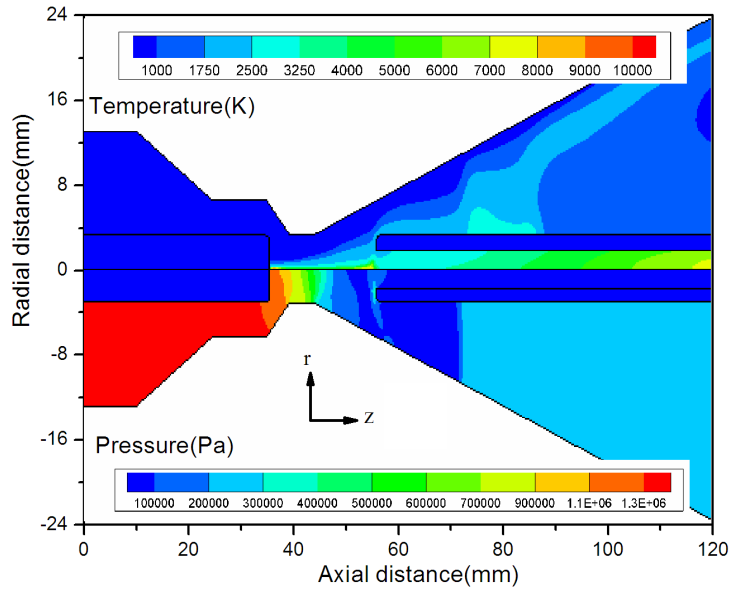 24
1000 1750 2500 3250 4000 5000 6000 7000 8000 9000 10000
Temperature(K)
16
8
0
-8
-16
-24
Radial distance(mm)
r
z
Pressure(Pa)
100000 200000 300000 400000 500000 600000 700000 900000 1.1E+06 1.3E+06
0 20 40 60 80 100 120
Axial distance(mm)